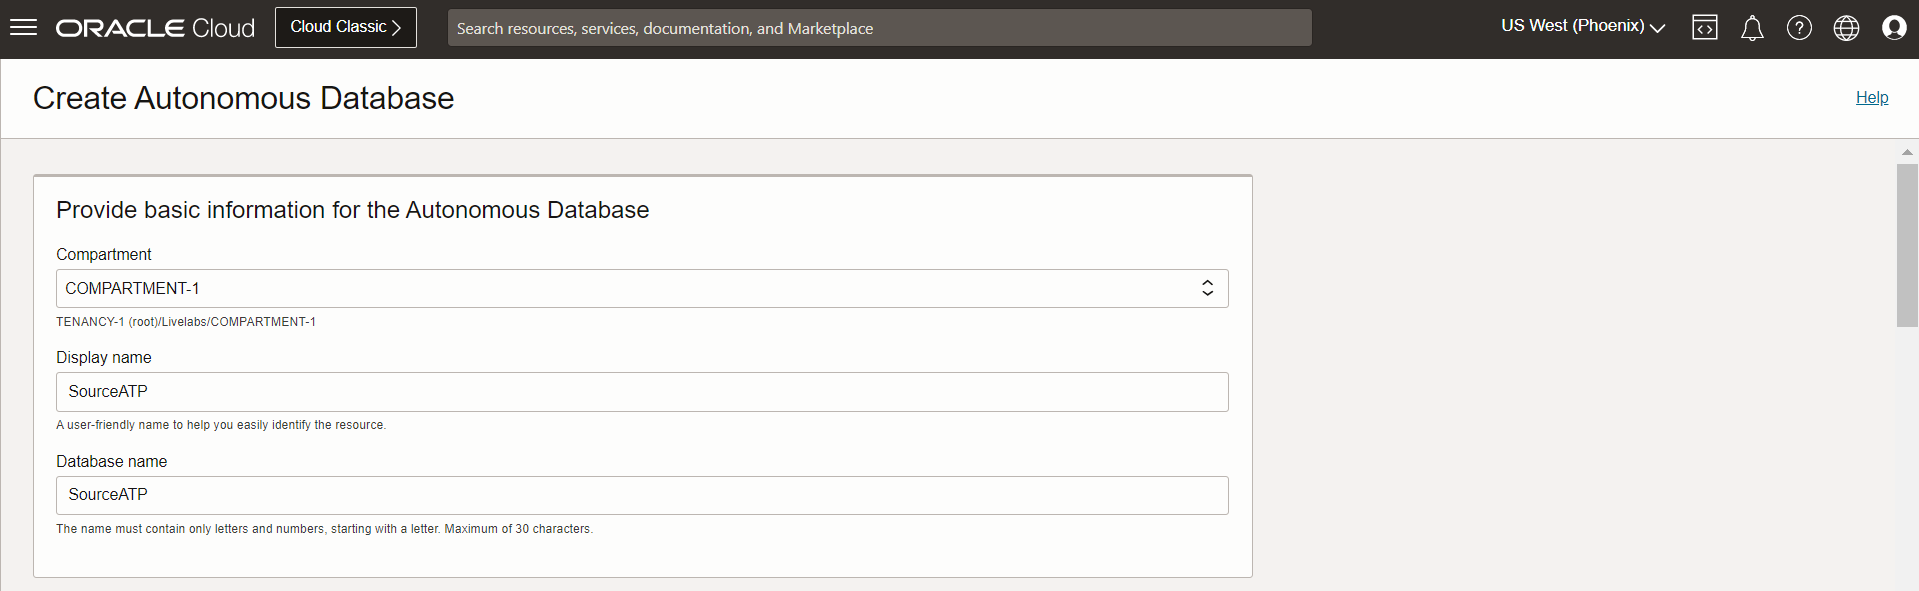 ORACLE Cloud
Cloud Classic
Search resources, services, documentation, and Marketplace
US West (Phoenix)
Create Autonomous Database
Help
Provide basic information for the Autonomous Database
Compartment
COMPARTMENT-1
TENANCY-1 (root)/Livelabs/COMPARTMENT-1
Display name
SourceATP
A user-friendly name to help you easily identify the resource.
Database name
SourceATP
The name must contain only letters and numbers, starting with a letter. Maximum of 30 characters.